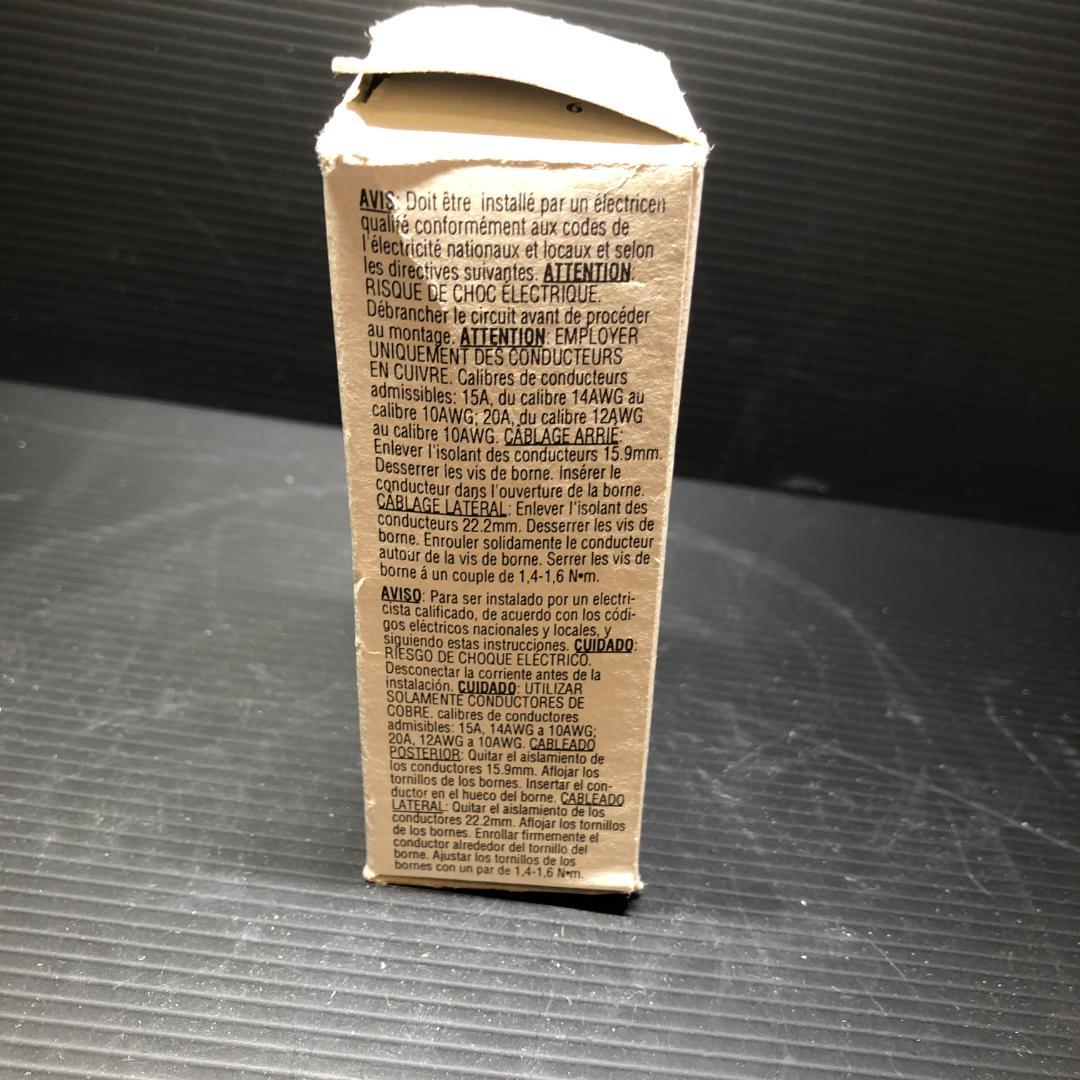 6
AVIS: Doit être installé par un électricen
qualifé conformément aux codes de
l'électricité nationaux et locaux et selon
les directives suivantes. ATTENTION:
RISQUE DE CHOC ÉLECTRIQUE.
Débrancher le circuit avant de procéder
au montage. ATTENTION: EMPLOYER
UNIQUEMENT DES CONDUCTEURS
EN CUIVRE. Calibres de conducteurs
admissibles: 15A, du calibre 14AWG au
calibre 10AWG; 20A, du calibre 12AWG
au calibre 10AWG. CÂBLAGE ARRIÉ:
Enlever l'isolant des conducteurs 15.9mm.
Desserrer les vis de borne. Insérer le
conducteur dans l'ouverture de la borne.
CÂBLAGE LATÉRAL: Enlever l'isolant des
conducteurs 22.2mm. Desserrer les vis de
borne. Enrouler solidamente le conducteur
autour de la vis de borne. Serrer les vis de
borne á un couple de 1,4-1,6 N•m.
AVISO: Para ser instalado por un electri-
cista calificado, de acuerdo con los códi-
gos eléctricos nacionales y locales, y
siguiendo estas instrucciones. CUIDADO:
RIESGO DE CHOQUE ELÉCTRICO.
Desconectar la corriente antes de la
instalación. CUIDADO: UTILIZAR
SOLAMENTE CONDUCTORES DE
COBRE. calibres de conductores
admisibles: 15A, 14AWG a 10AWG;
20A, 12AWG a 10AWG. CABLEADO
POSTERIOR: Quitar el aislamiento de
los conductores 15.9mm. Aflojar los
tornillos de los bornes. Insertar el con-
ductor en el hueco del borne. CABLEADO
LATERAL: Quitar el aislamiento de los
conductores 22.2mm. Aflojar los tornillos
de los bornes. Enrollar firmemente el
conductor alrededor del tornillo del
borne. Ajustar los tornillos de los
bornes con un par de 1,4-1,6 N•m.